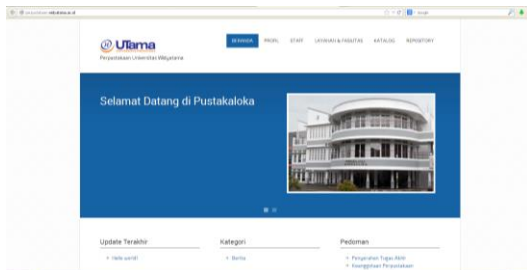 UTama
Perpustakaan Universitas Widyatama
BERANDA PROFIL STAFF LAYANAN & FASILITAS KATALOG REPOSITORY
Selamat Datang di Pustakaloka
Update Terakhir Kategori Pedoman
Hello world! Berita Penyerahan Tugas Akhir
Keanggotaan Perpustakaan